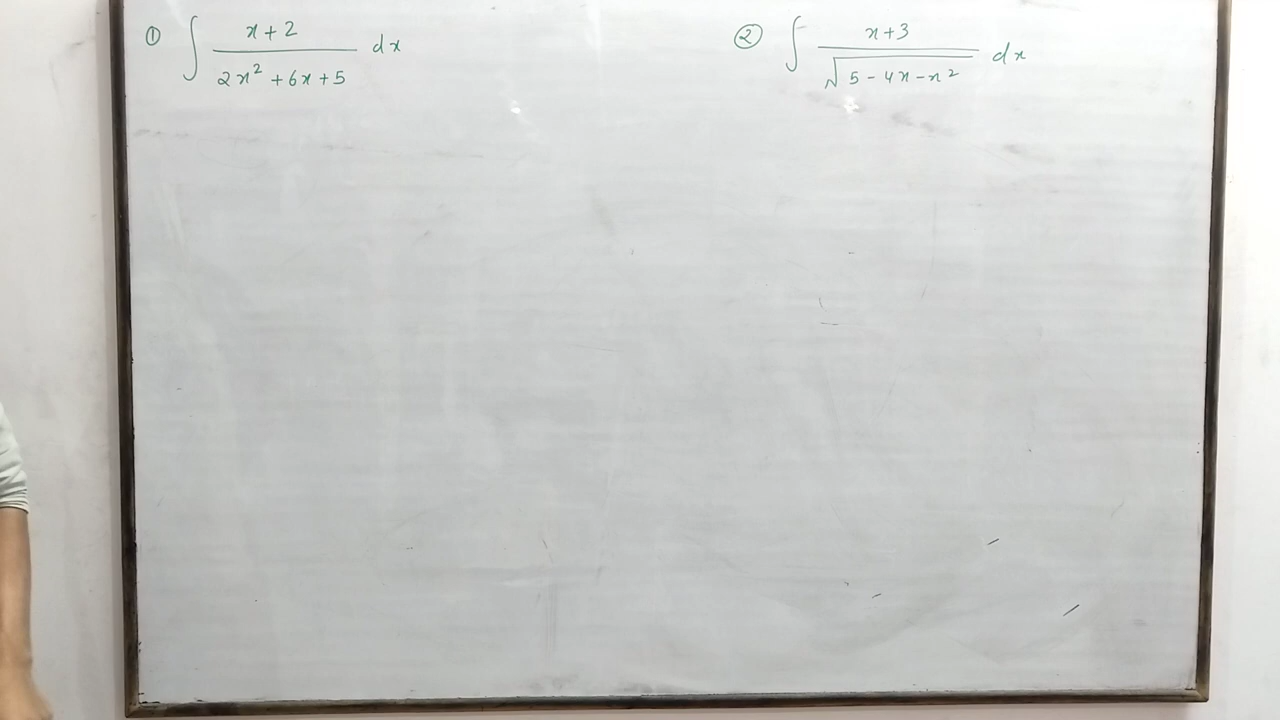 ① ∫ (x+2)/(2x² + 6x + 5) dx
② ∫ (x+3)/√(5 - 4x - x²) dx